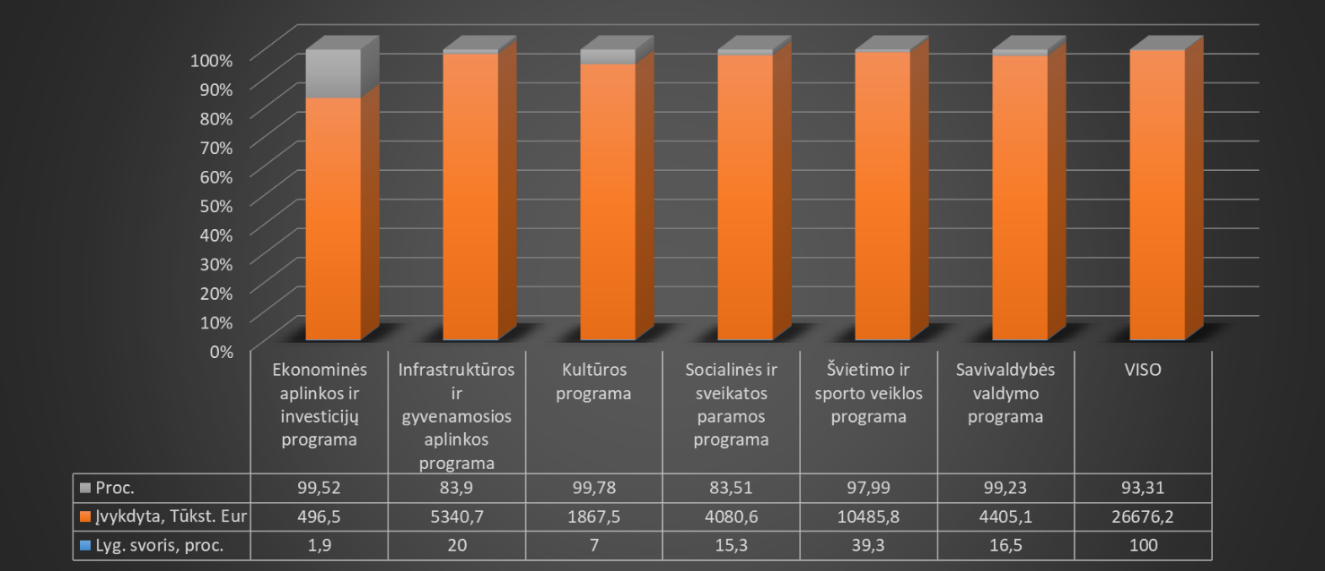 100%
90%
80%
70%
60%
50%
40%
30%
20%
10%
0%
Ekonominės aplinkos ir investicijų programa
Infrastruktūros ir gyvenamosios aplinkos programa
Kultūros programa
Socialinės ir sveikatos paramos programa
Švietimo ir sporto veiklos programa
Savivaldybės valdymo programa
VISO
Proc. 99,52 83,9 99,78 83,51 97,99 99,23 93,31
Įvykdyta, Tūkst. Eur 496,5 5340,7 1867,5 4080,6 10485,8 4405,1 26676,2
Lyg. svoris, proc. 1,9 20 7 15,3 39,3 16,5 100